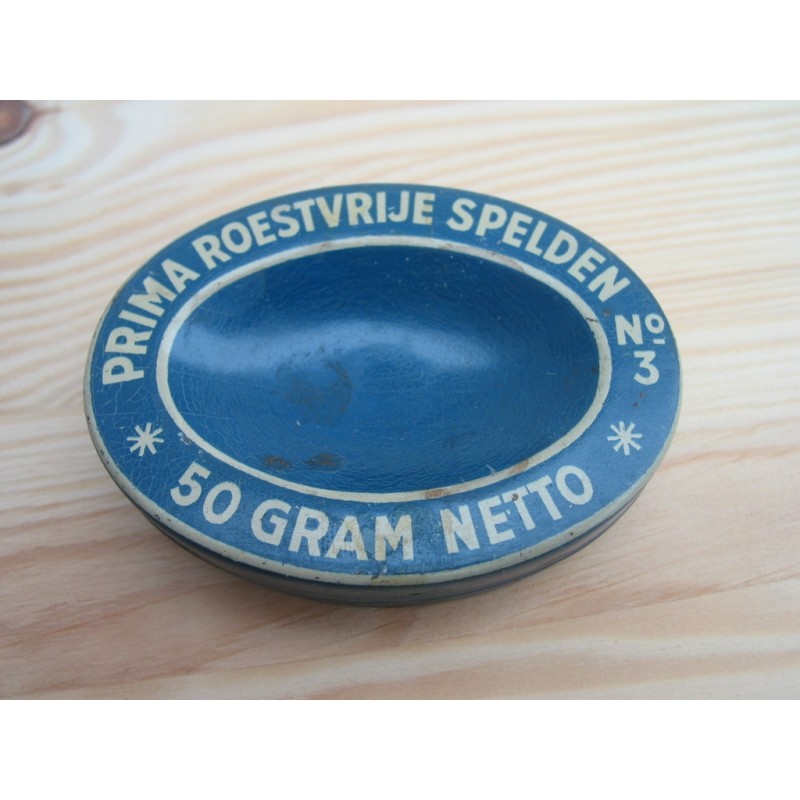 PRIMA ROESTVRIJE SPELDEN
No. 3
* 50 GRAM NETTO *